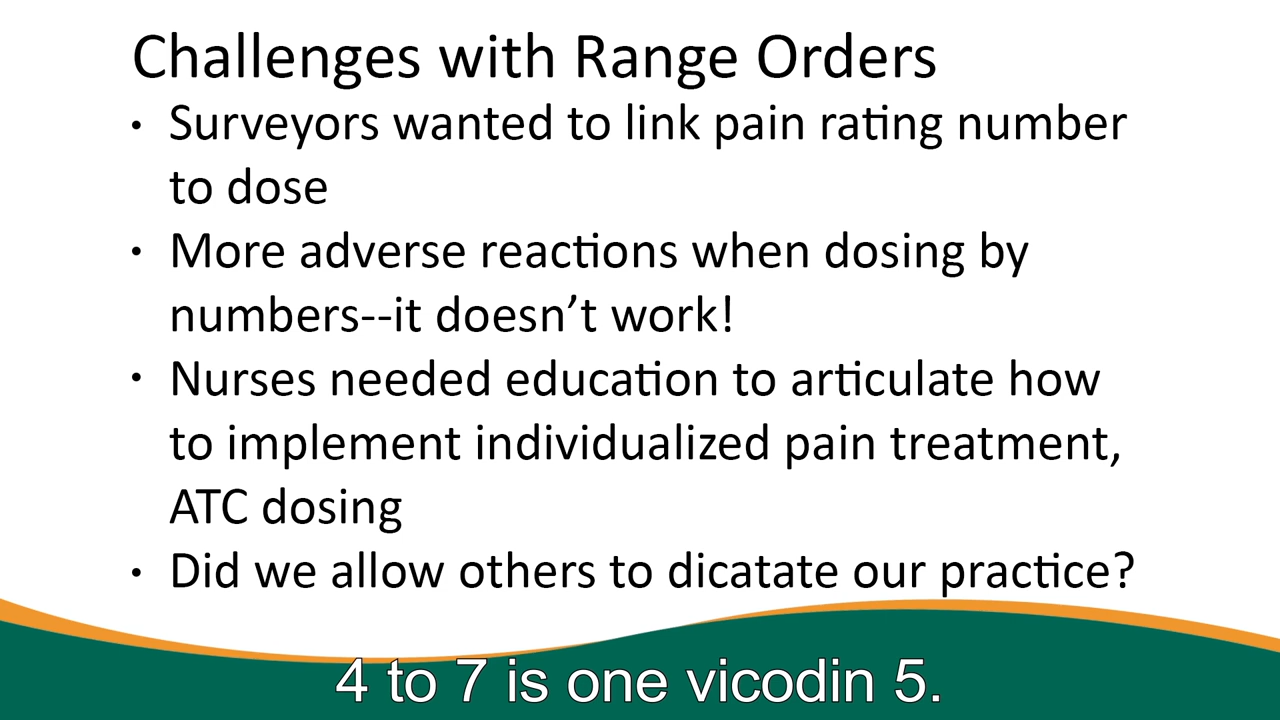 Challenges with Range Orders
• Surveyors wanted to link pain rating number
to dose
• More adverse reactions when dosing by
numbers--it doesn’t work!
• Nurses needed education to articulate how
to implement individualized pain treatment,
ATC dosing
• Did we allow others to dicatate our practice?
4 to 7 is one vicodin 5.